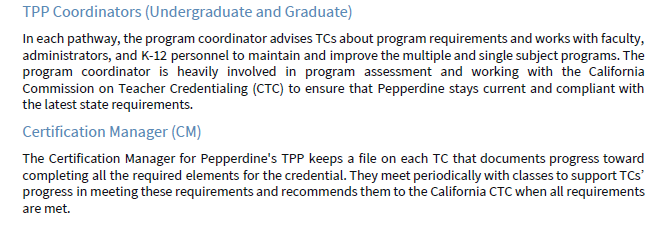 TPP Coordinators (Undergraduate and Graduate)
In each pathway, the program coordinator advises TCs about program requirements and works with faculty,
administrators, and K-12 personnel to maintain and improve the multiple and single subject programs. The
program coordinator is heavily involved in program assessment and working with the California
Commission on Teacher Credentialing (CTC) to ensure that Pepperdine stays current and compliant with
the latest state requirements.
Certification Manager (CM)
The Certification Manager for Pepperdine's TPP keeps a file on each TC that documents progress toward
completing all the required elements for the credential. They meet periodically with classes to support TCs’
progress in meeting these requirements and recommends them to the California CTC when all requirements
are met.